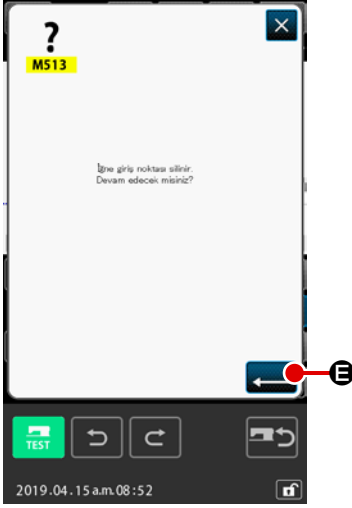 ?
M513
İğne giriş noktası silinir.
Devam edecek misiniz?
E
TEST
2019.04.15 a.m. 08:52